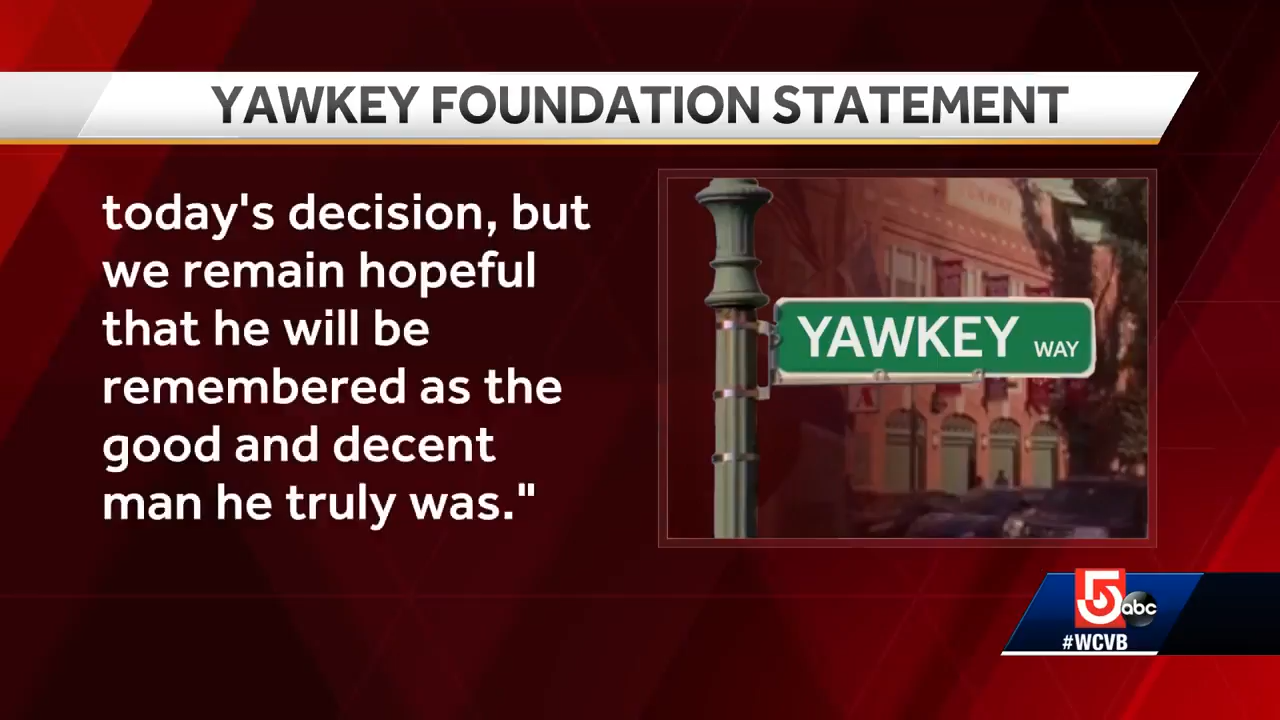 YAWKEY FOUNDATION STATEMENT
today's decision, but
we remain hopeful
that he will be
remembered as the
good and decent
man he truly was."
YAWKEY WAY
5 abc
#WCVB